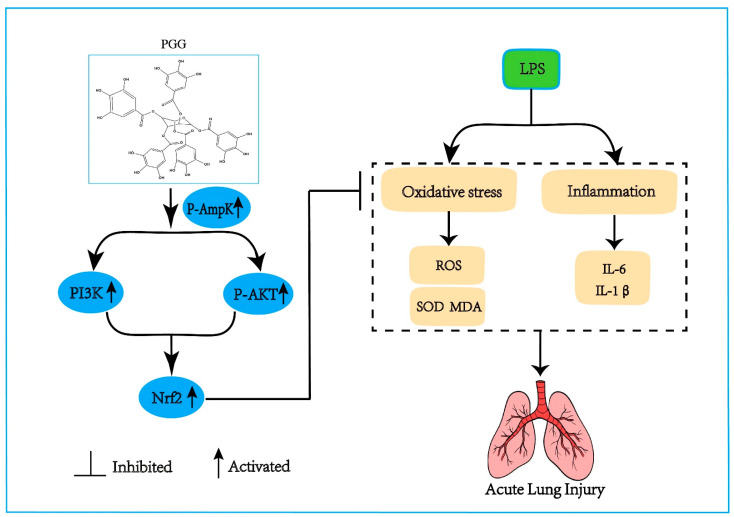 PGG
LPS
P-AmpK
PI3K
P-AKT
Nrf2
Oxidative stress
Inflammation
ROS
SOD MDA
IL-6
IL-1 β
Inhibited
Activated
Acute Lung Injury